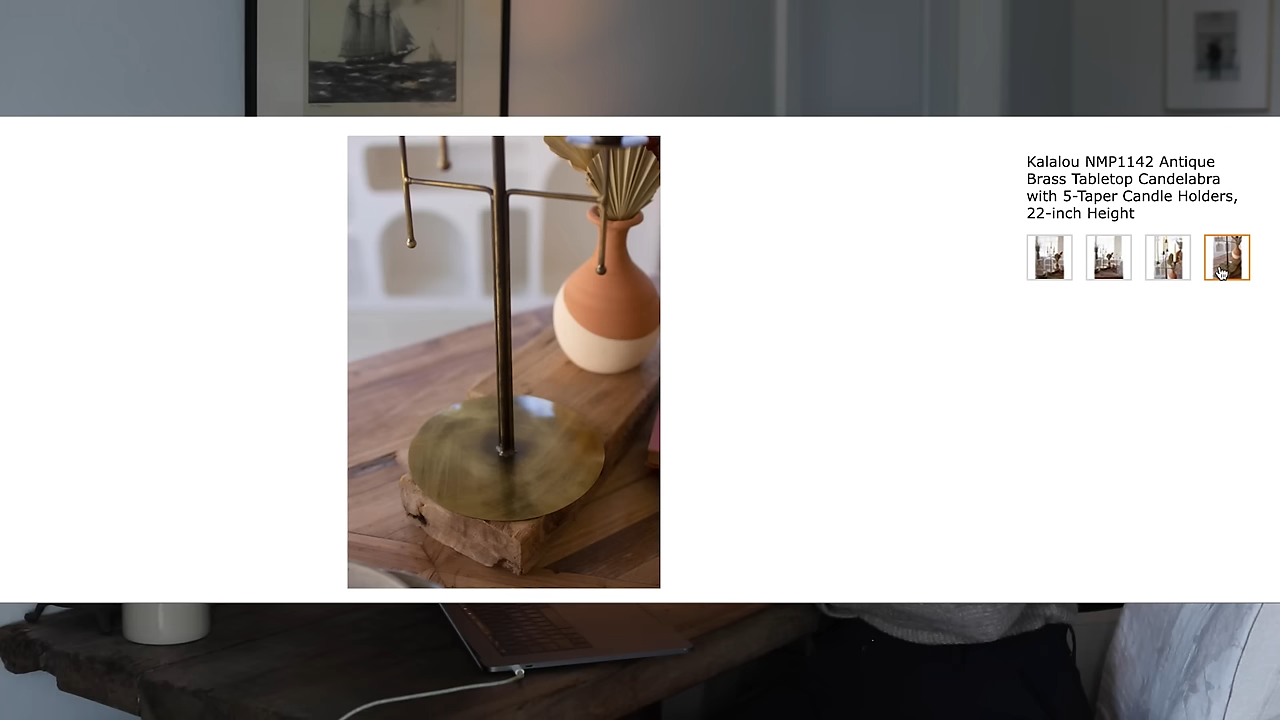 Kalalou NMP1142 Antique
Brass Tabletop Candelabra
with 5-Taper Candle Holders,
22-inch Height